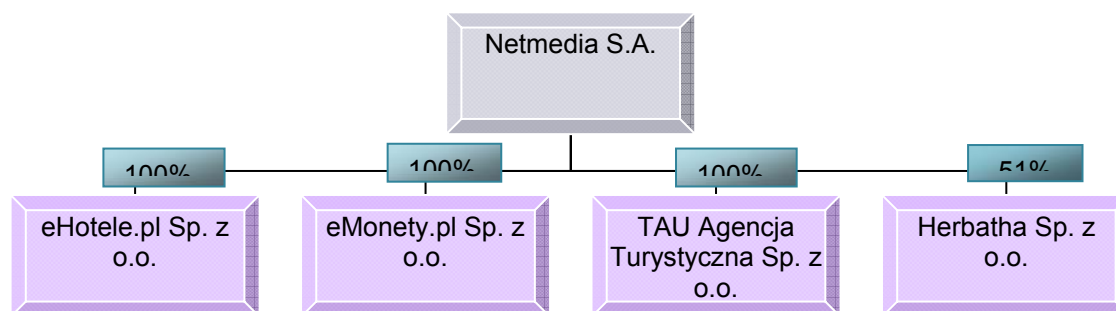 Netmedia S.A.
100%
100%
100%
51%
eHotele.pl Sp. z
o.o.
eMonety.pl Sp. z
o.o.
TAU Agencja
Turystyczna Sp. z
o.o.
Herbatha Sp. z
o.o.